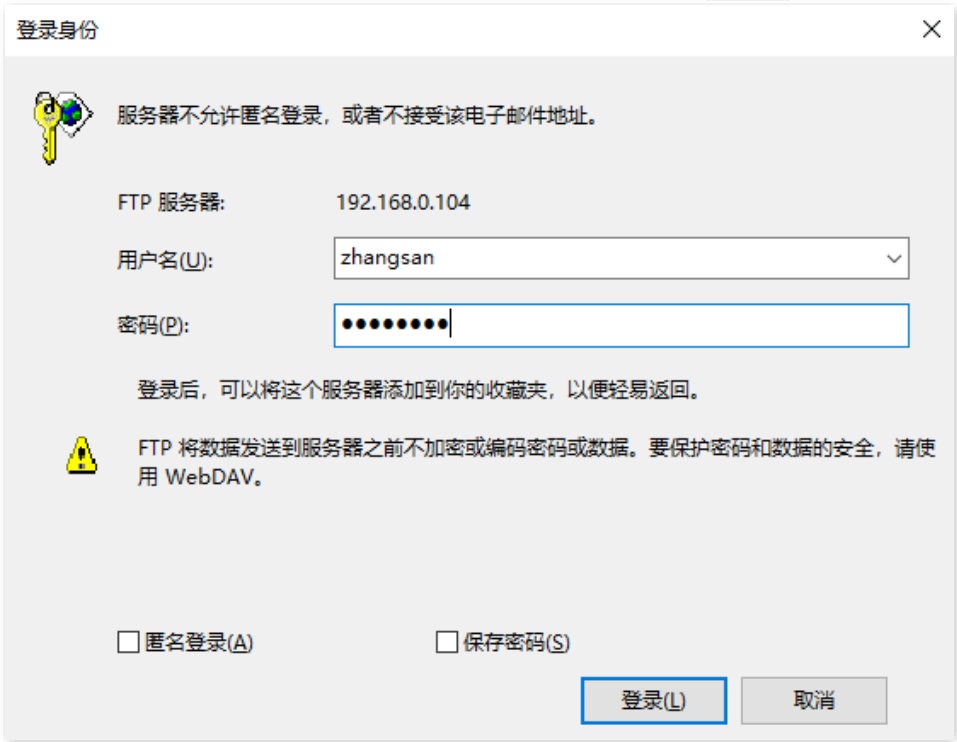 登录身份
服务器不允许匿名登录，或者不接受该电子邮件地址。
FTP 服务器: 192.168.0.104
用户名(U): zhangsan
密码(P): ●●●●●●●●
登录后，可以将这个服务器添加到你的收藏夹，以便轻易返回。
FTP 将数据发送到服务器之前不加密或编码密码或数据。要保护密码和数据的安全，请使
用 WebDAV。
匿名登录(A) 保存密码(S)
登录(L) 取消